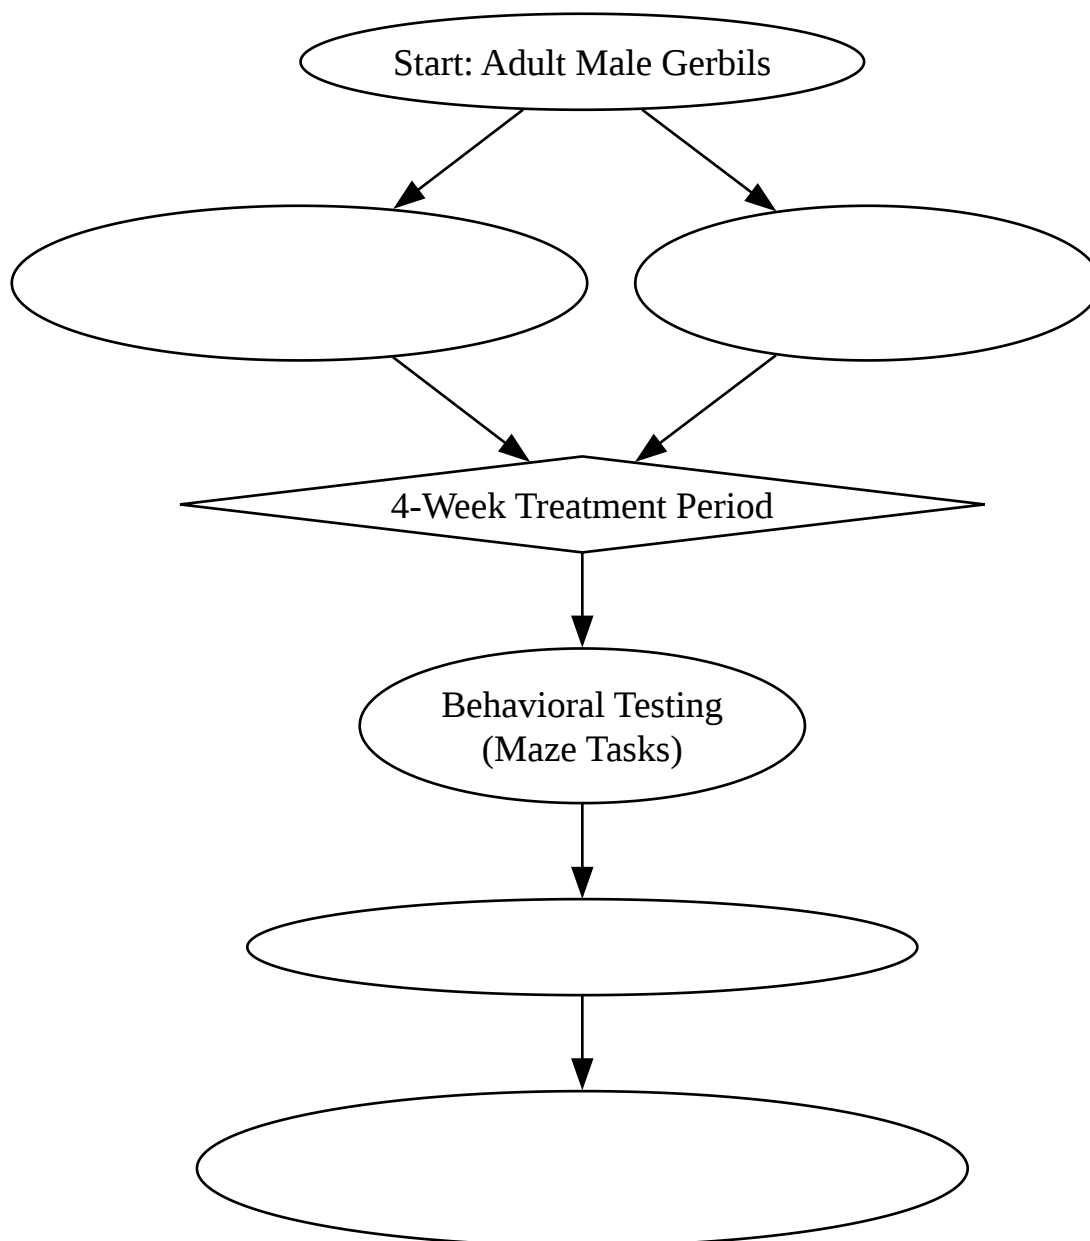 Start: Adult Male Gerbils
4-Week Treatment Period
Behavioral Testing
(Maze Tasks)